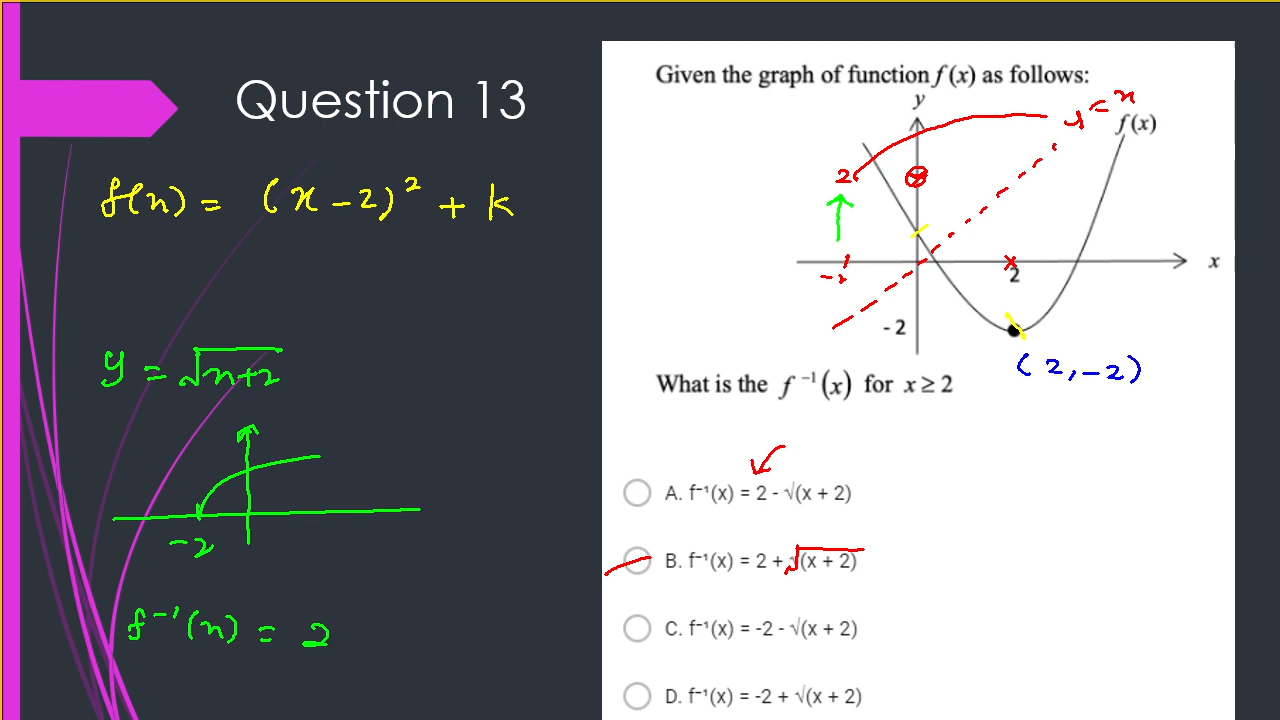 Question 13
f(x) = (x - 2)² + k
y = √x+2
-2
f⁻¹(x) = 2
Given the graph of function f (x) as follows:
y
y = x
f(x)
2
-2
2
x
- 2
(2, -2)
What is the f ⁻¹(x) for x ≥ 2
A. f⁻¹(x) = 2 - √(x + 2)
B. f⁻¹(x) = 2 + √(x + 2)
C. f⁻¹(x) = -2 - √(x + 2)
D. f⁻¹(x) = -2 + √(x + 2)